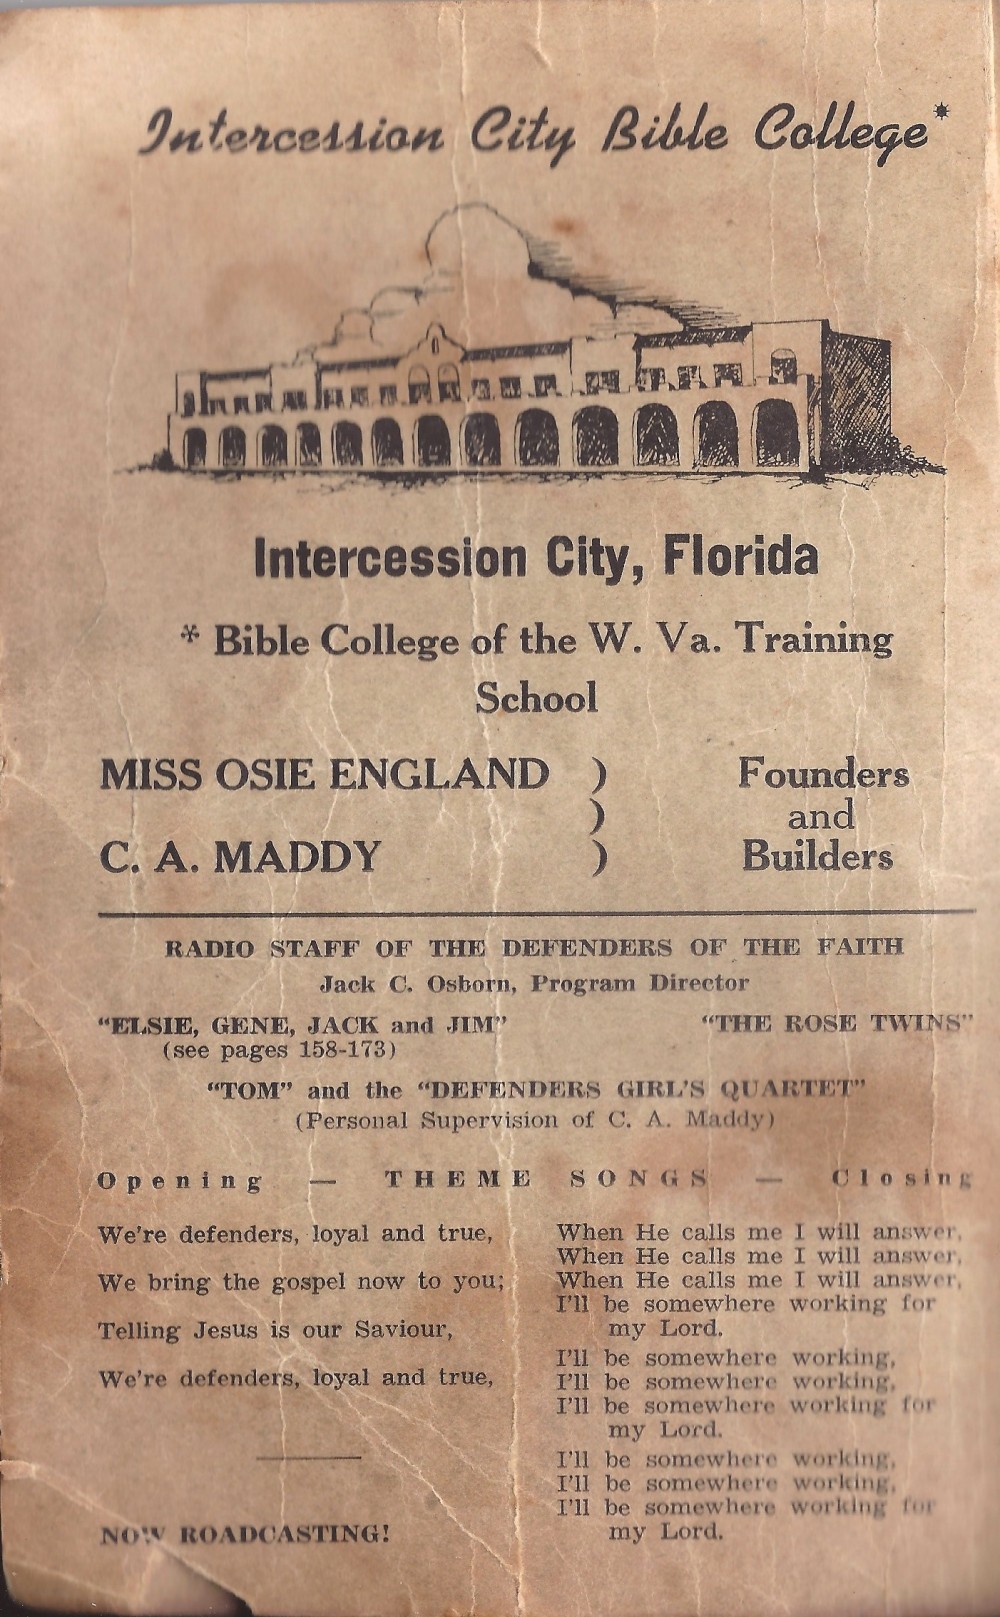 Intercession City Bible College*
Intercession City, Florida
* Bible College of the W. Va. Training
School
MISS OSIE ENGLAND ) Founders
) and
C. A. MADDY ) Builders
RADIO STAFF OF THE DEFENDERS OF THE FAITH
Jack C. Osborn, Program Director
"ELSIE, GENE, JACK and JIM" "THE ROSE TWINS"
(see pages 158-173)
"TOM" and the "DEFENDERS GIRL'S QUARTET"
(Personal Supervision of C. A. Maddy)
Opening — THEME SONGS — Closing
We're defenders, loyal and true,
We bring the gospel now to you;
Telling Jesus is our Saviour,
We're defenders, loyal and true,
NOW ROADCASTING!
When He calls me I will answer,
When He calls me I will answer,
When He calls me I will answer,
I'll be somewhere working for
my Lord.
I'll be somewhere working,
I'll be somewhere working,
I'll be somewhere working for
my Lord.
I'll be somewhere working,
I'll be somewhere working,
I'll be somewhere working for
my Lord.